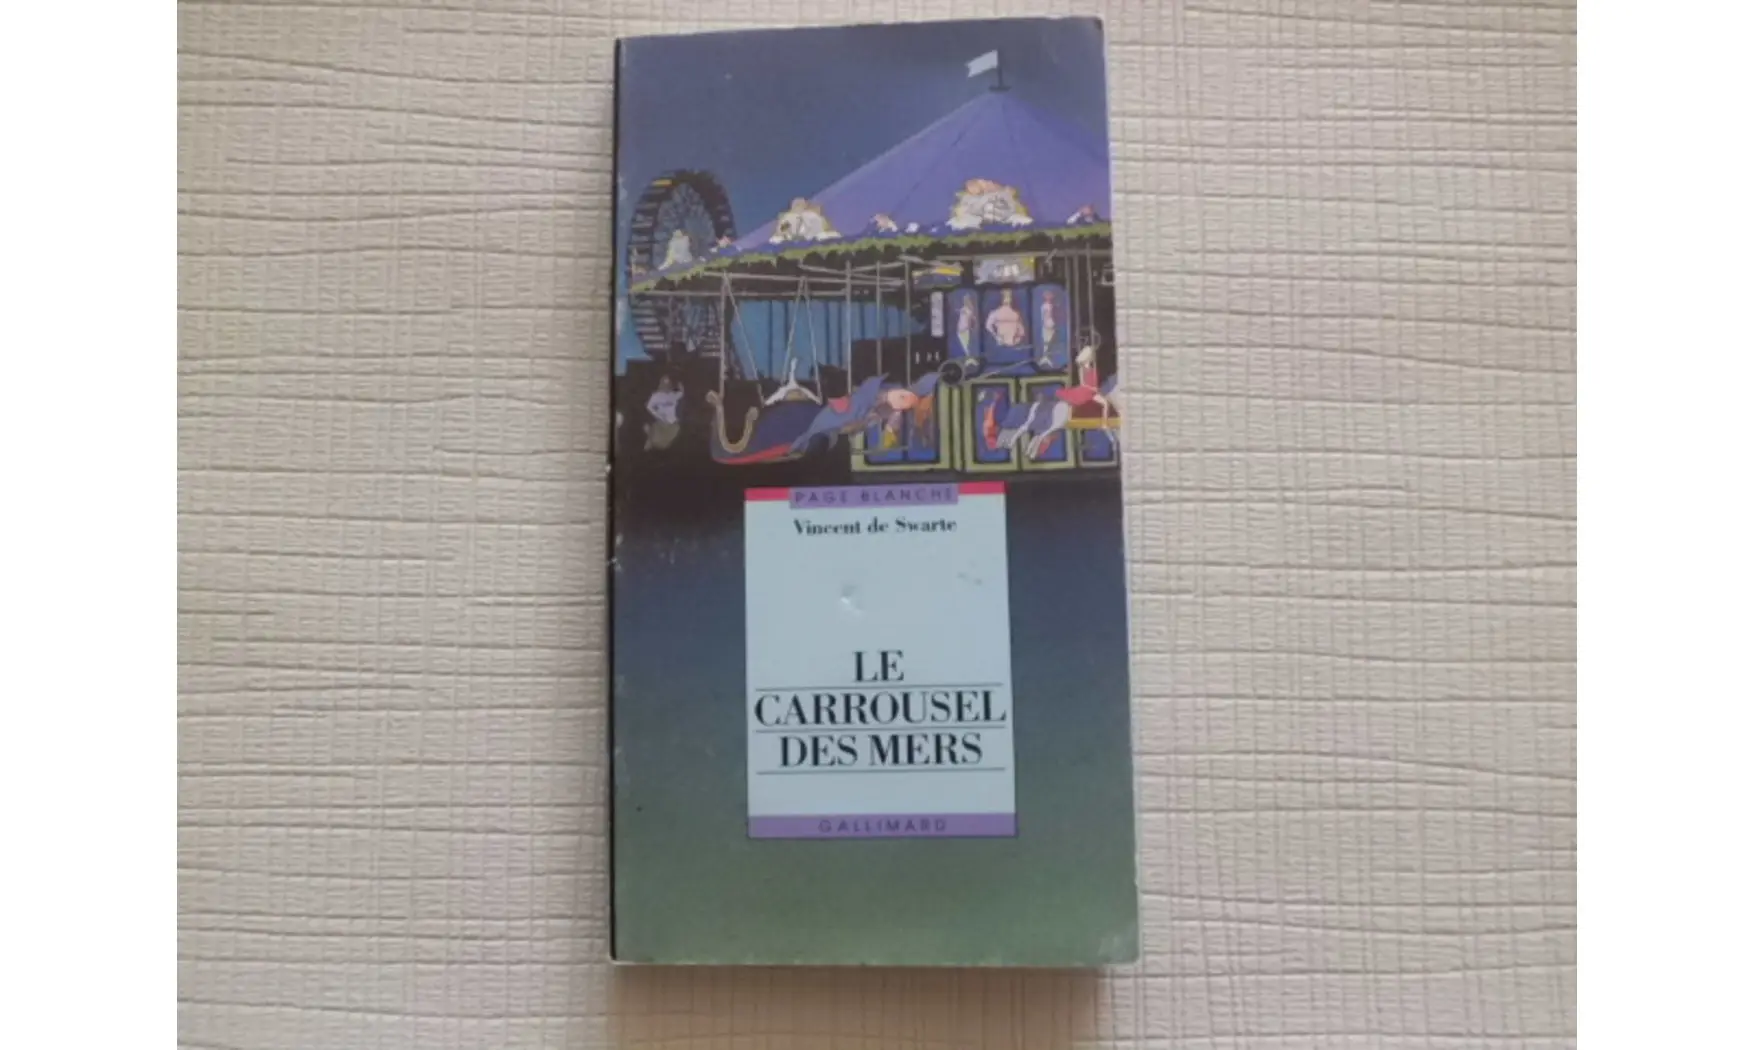 PAGE BLANCHE
Vincent de Swarte
LE
CARROUSEL
DES MERS
GALLIMARD